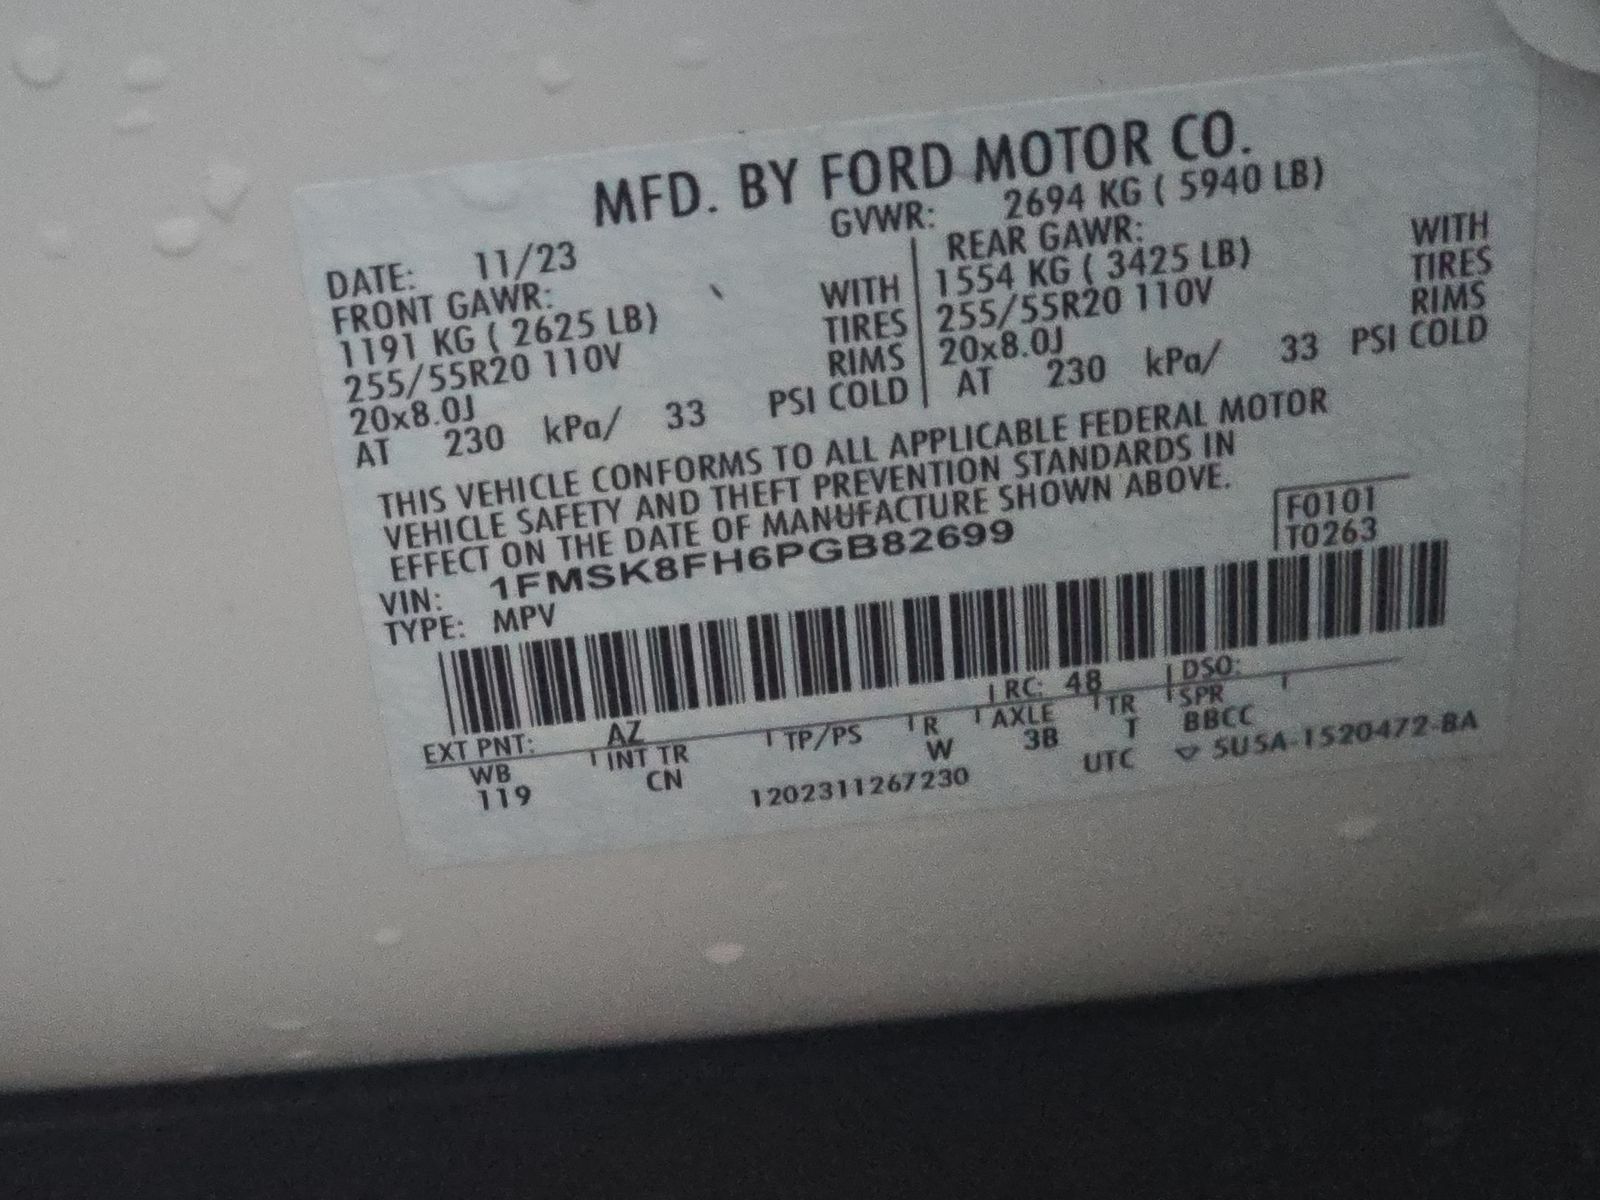 MFD. BY FORD MOTOR CO.
DATE: 11/23 GVWR: 2694 KG ( 5940 LB)
FRONT GAWR: REAR GAWR:
1191 KG ( 2625 LB) WITH 1554 KG ( 3425 LB) WITH
255/55R20 110V TIRES 255/55R20 110V TIRES
20x8.0J RIMS 20x8.0J RIMS
AT 230 kPa/ 33 PSI COLD AT 230 kPa/ 33 PSI COLD
THIS VEHICLE CONFORMS TO ALL APPLICABLE FEDERAL MOTOR
VEHICLE SAFETY AND THEFT PREVENTION STANDARDS IN
EFFECT ON THE DATE OF MANUFACTURE SHOWN ABOVE.
VIN: 1FMSK8FH6PGB82699 F0101
TYPE: MPV T0263
EXT PNT: AZ RC: 48 DSO:
WB INT TR TP/PS R AXLE TR SPR
119 CN W 3B T BBCC
1202311267230 UTC ▽ 5U5A-1520472-BA